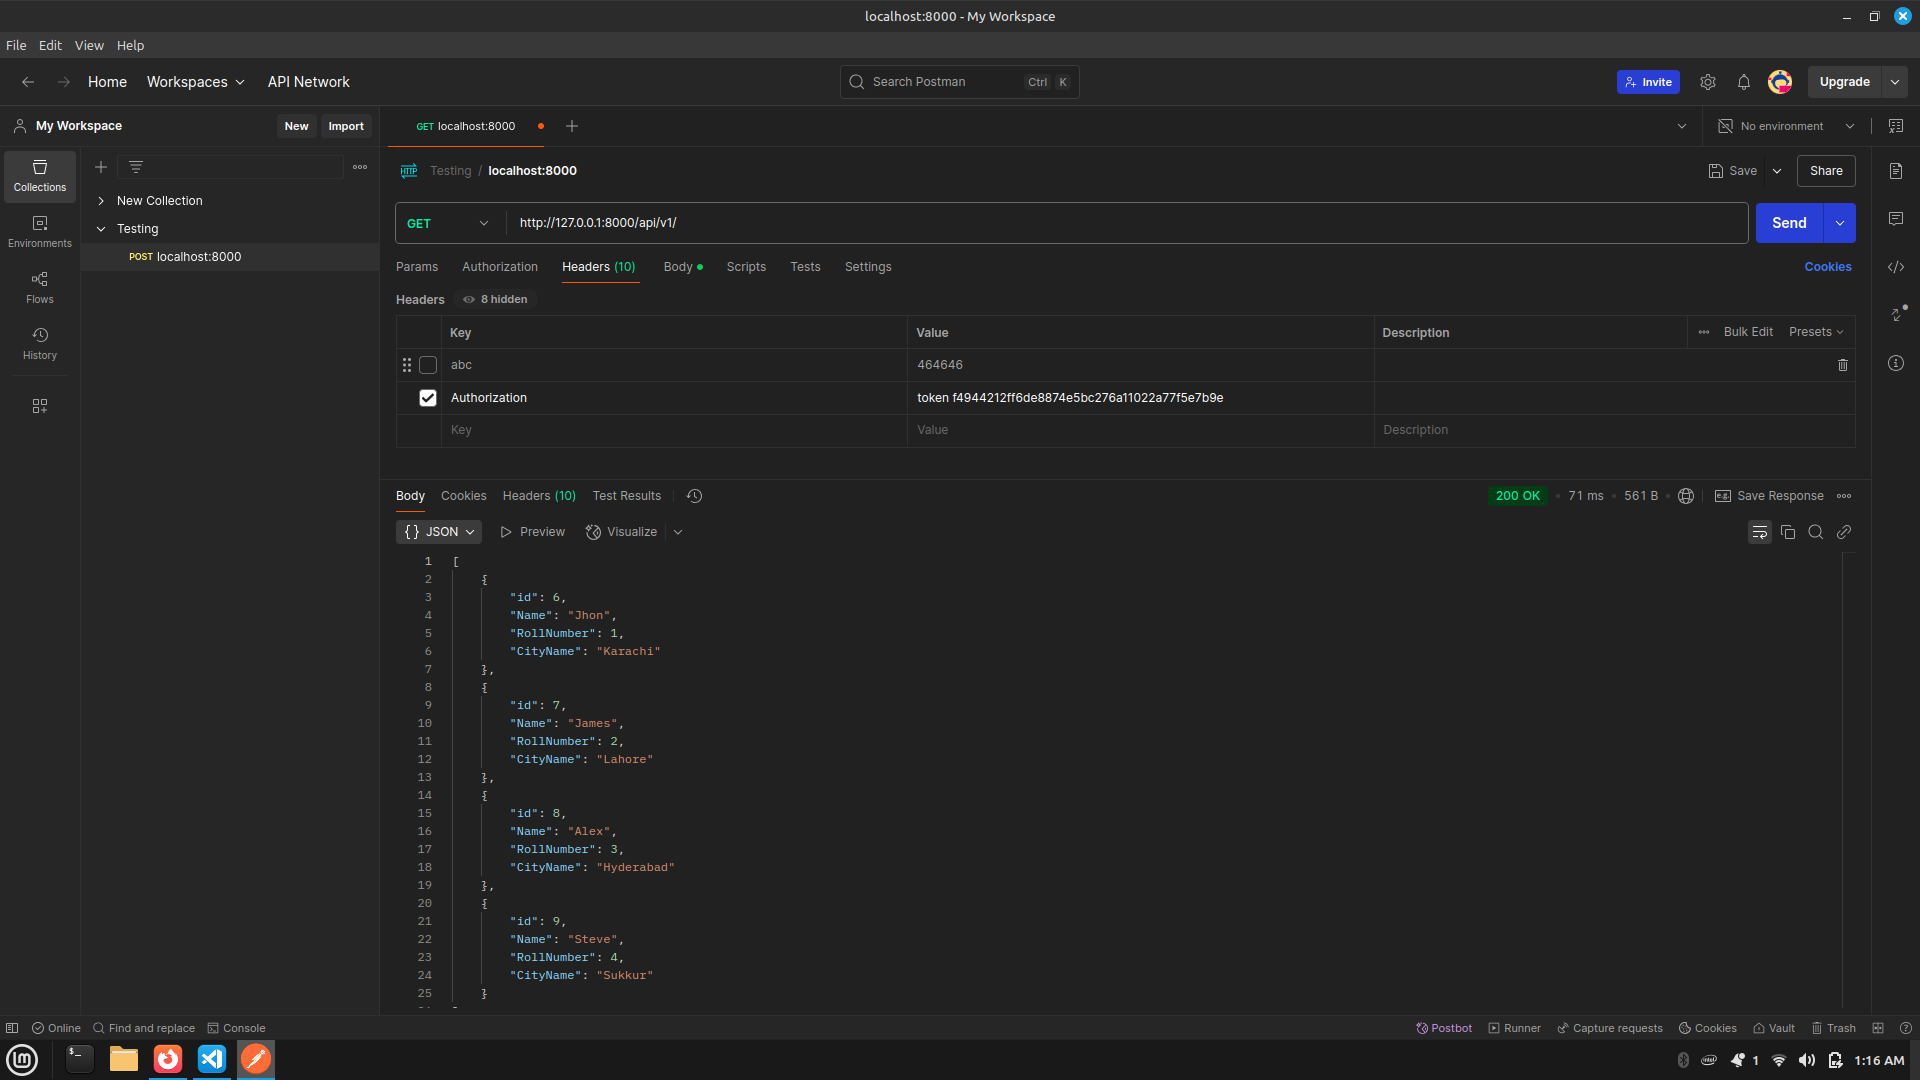 localhost:8000 - My Workspace
File Edit View Help
Home Workspaces API Network Search Postman Ctrl K Invite Upgrade
My Workspace New Import GET localhost:8000 No environment
Collections
Environments
Flows
History
New Collection
Testing
POST localhost:8000
Testing / localhost:8000 Save Share
GET http://127.0.0.1:8000/api/v1/ Send
Params Authorization Headers (10) Body Scripts Tests Settings Cookies
Headers 8 hidden
Key Value Description Bulk Edit Presets
abc 464646
Authorization token f4944212ff6de8874e5bc276a11022a77f5e7b9e
Key Value Description
Body Cookies Headers (10) Test Results 200 OK 71 ms 561 B e.g. Save Response
{} JSON Preview Visualize
1 [
2 {
3 "id": 6,
4 "Name": "Jhon",
5 "RollNumber": 1,
6 "CityName": "Karachi"
7 },
8 {
9 "id": 7,
10 "Name": "James",
11 "RollNumber": 2,
12 "CityName": "Lahore"
13 },
14 {
15 "id": 8,
16 "Name": "Alex",
17 "RollNumber": 3,
18 "CityName": "Hyderabad"
19 },
20 {
21 "id": 9,
22 "Name": "Steve",
23 "RollNumber": 4,
24 "CityName": "Sukkur"
25 }
Online Find and replace Console Postbot Runner Capture requests Cookies Vault Trash
1 1:16 AM